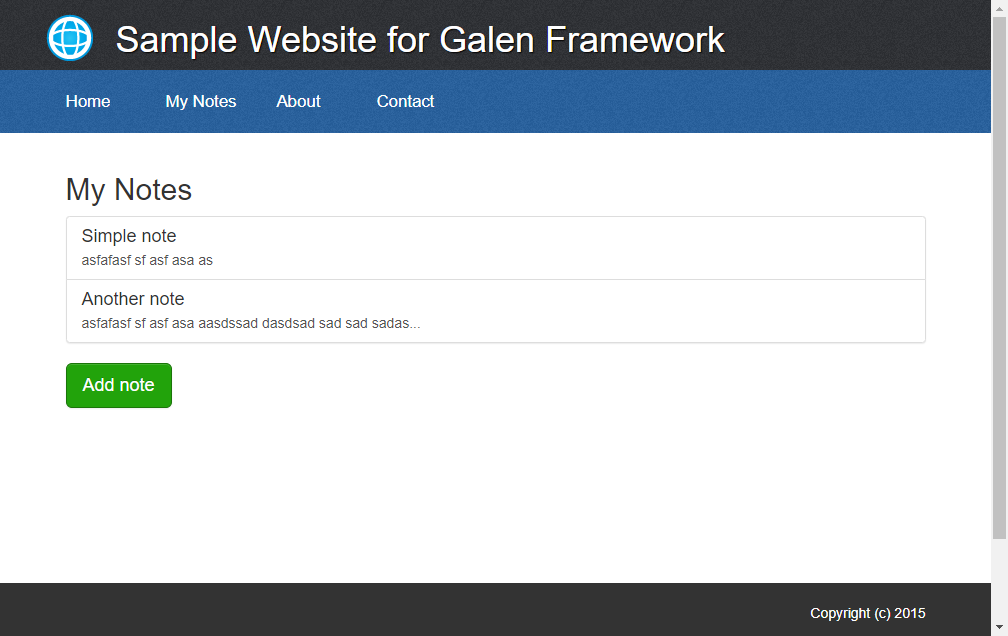 Sample Website for Galen Framework
Home My Notes About Contact
My Notes
Simple note
asfafasf sf asf asa as
Another note
asfafasf sf asf asa aasdssad dasdsad sad sad sadas...
Add note
Copyright (c) 2015